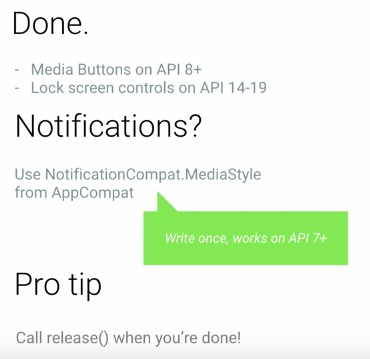 Done.
- Media Buttons on API 8+
- Lock screen controls on API 14-19
Notifications?
Use NotificationCompat.MediaStyle
from AppCompat
Write once, works on API 7+
Pro tip
Call release() when you're done!